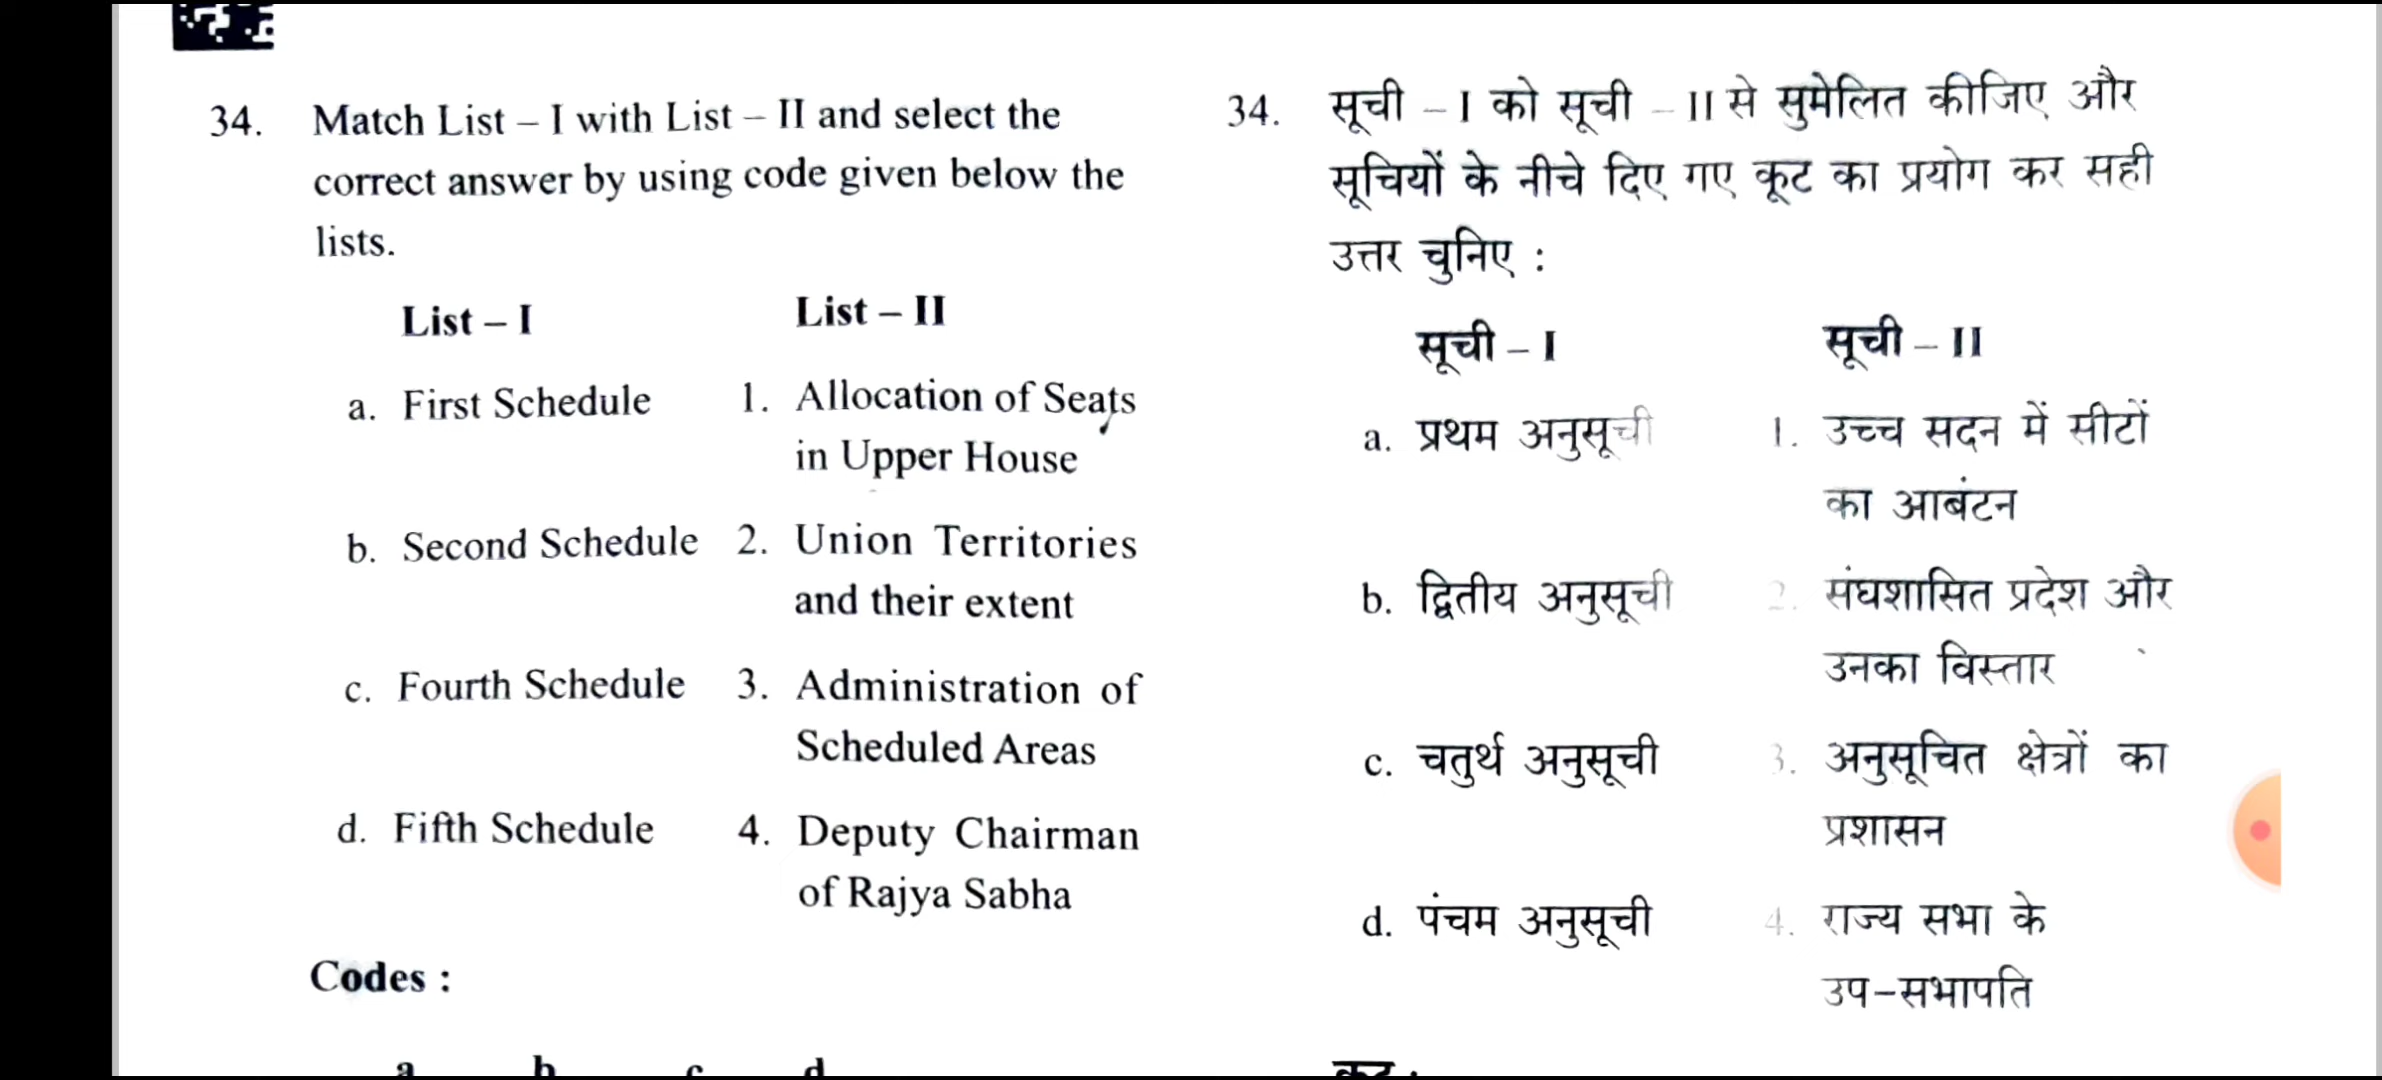 34. Match List – I with List – II and select the
correct answer by using code given below the
lists.
List – I List – II
a. First Schedule 1. Allocation of Seats
in Upper House
b. Second Schedule 2. Union Territories
and their extent
c. Fourth Schedule 3. Administration of
Scheduled Areas
d. Fifth Schedule 4. Deputy Chairman
of Rajya Sabha
Codes :
a b c d
34. सूची – I को सूची – II से सुमेलित कीजिए और
सूचियों के नीचे दिए गए कूट का प्रयोग कर सही
उत्तर चुनिए :
सूची – I सूची – II
a. प्रथम अनुसूची 1. उच्च सदन में सीटों
का आबंटन
b. द्वितीय अनुसूची 2. संघशासित प्रदेश और
उनका विस्तार
c. चतुर्थ अनुसूची 3. अनुसूचित क्षेत्रों का
प्रशासन
d. पंचम अनुसूची 4. राज्य सभा के
उप-सभापति